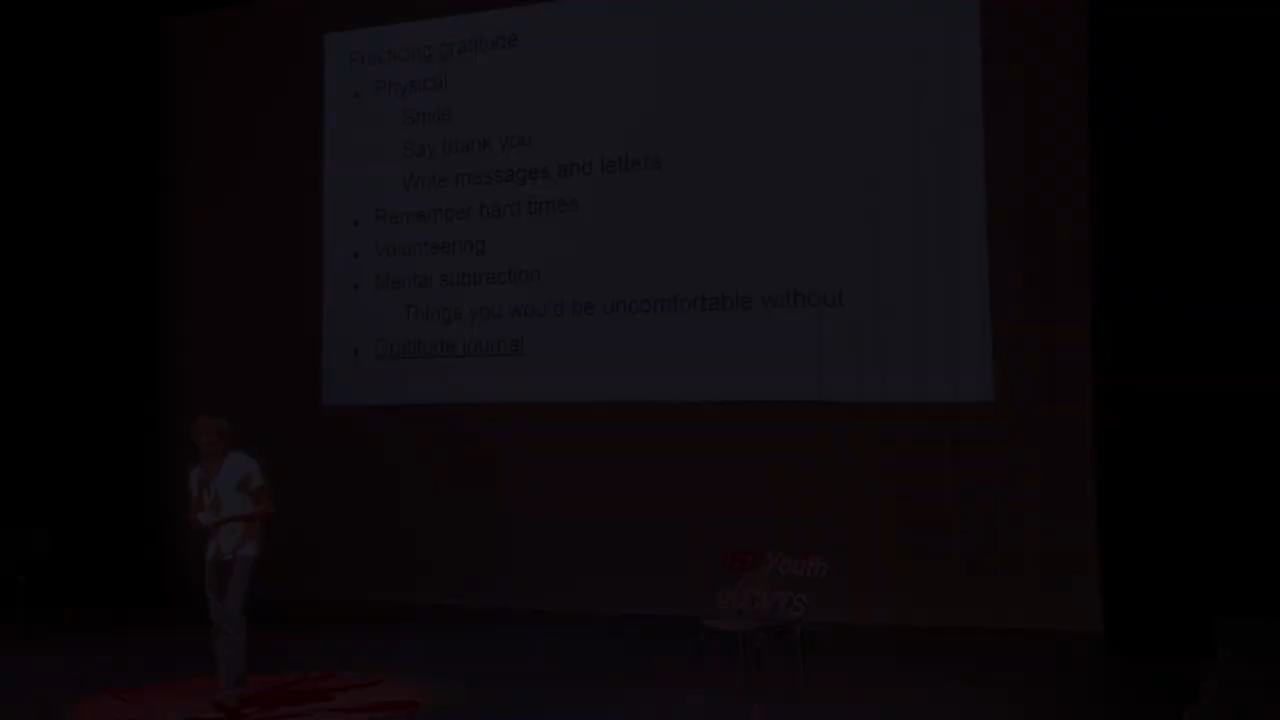 Practicing gratitude
Physical
Smile
Say thank you
Write messages and letters
Remember hard times
Volunteering
Mental subtraction
Things you would be uncomfortable without
Gratitude journal
Youth